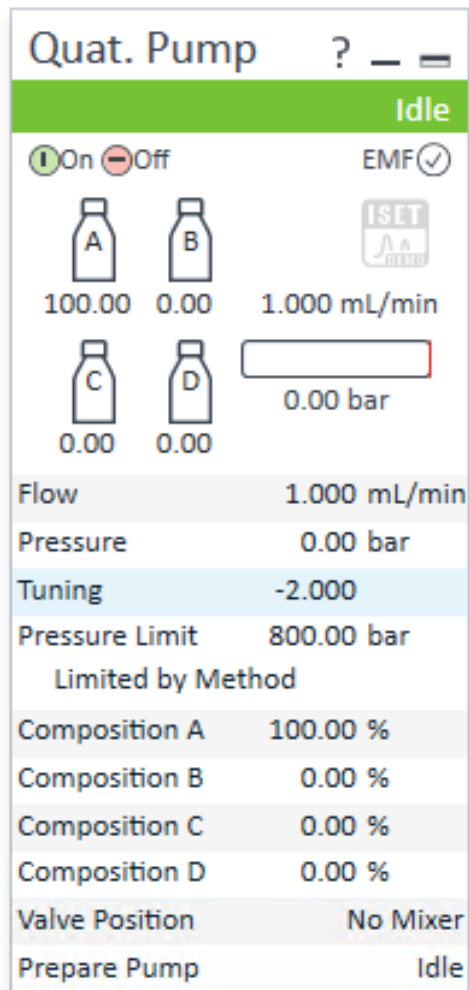 Quat. Pump ?
Idle
On Off EMF
A B ISET
DEMO
100.00 0.00 1.000 mL/min
C D
0.00 bar
0.00 0.00
Flow 1.000 mL/min
Pressure 0.00 bar
Tuning -2.000
Pressure Limit 800.00 bar
Limited by Method
Composition A 100.00 %
Composition B 0.00 %
Composition C 0.00 %
Composition D 0.00 %
Valve Position No Mixer
Prepare Pump Idle